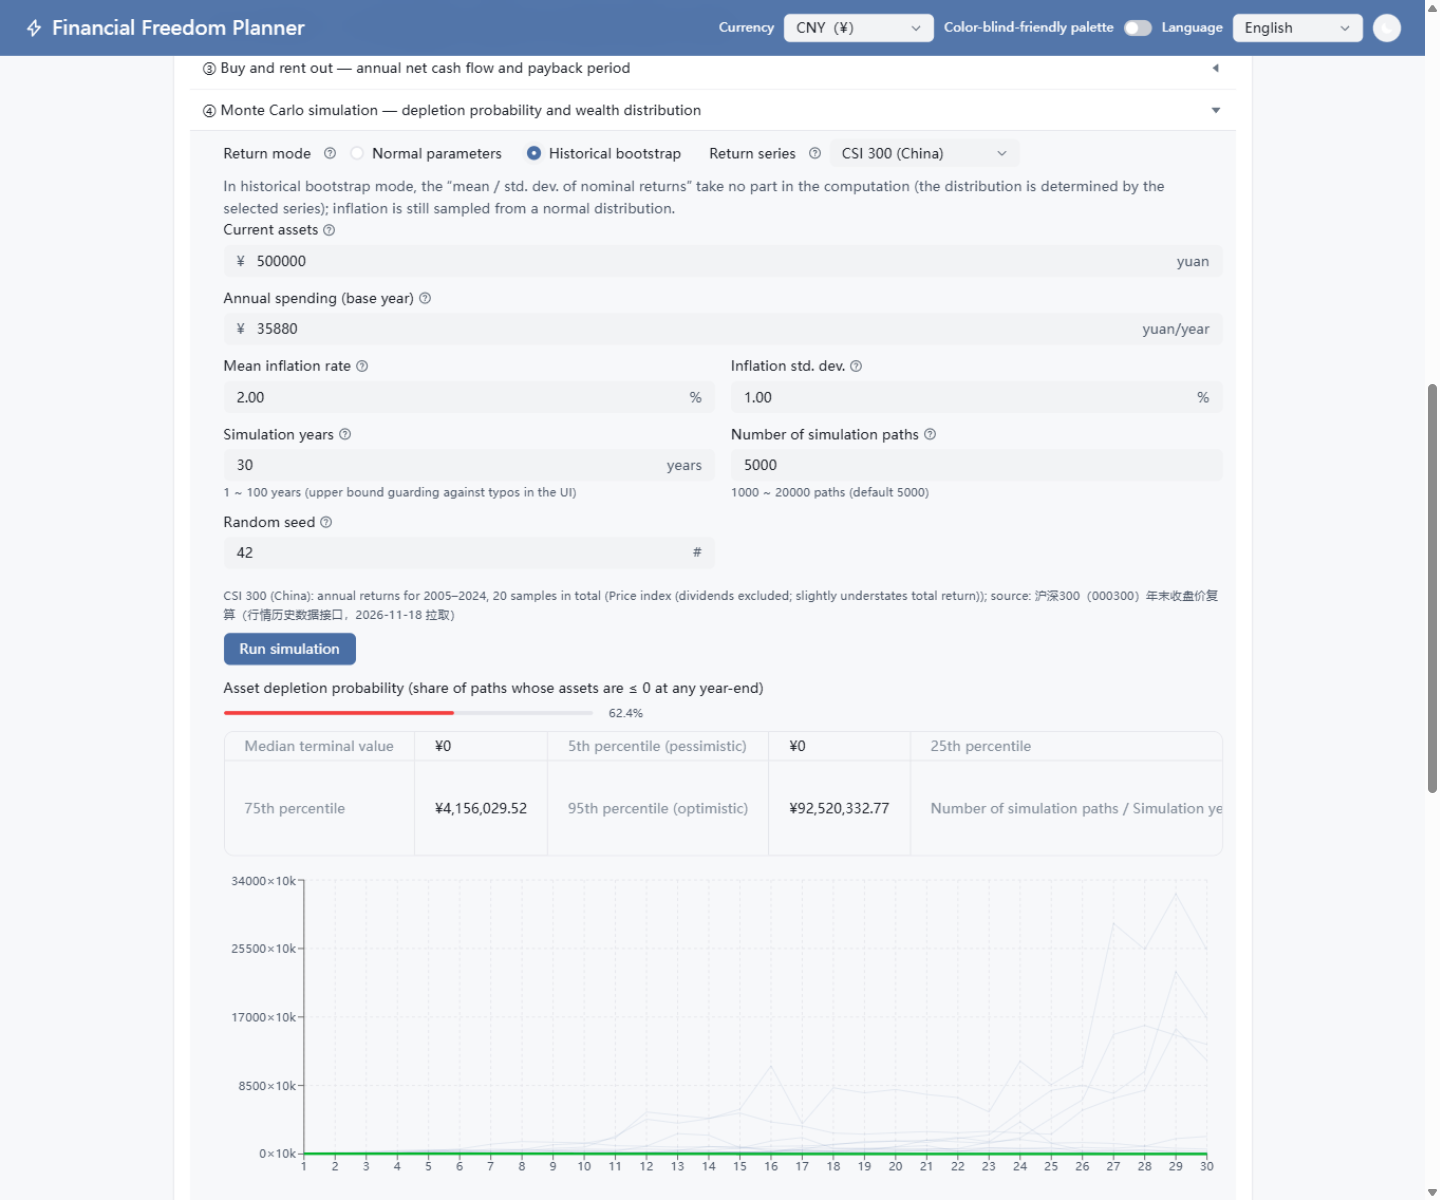 Financial Freedom Planner
Currency
CNY (¥)
Color-blind-friendly palette
Language
English
③ Buy and rent out — annual net cash flow and payback period
④ Monte Carlo simulation — depletion probability and wealth distribution
Return mode
Normal parameters
Historical bootstrap
Return series
CSI 300 (China)
In historical bootstrap mode, the “mean / std. dev. of nominal returns” take no part in the computation (the distribution is determined by the
selected series); inflation is still sampled from a normal distribution.
Current assets
¥ 500000 yuan
Annual spending (base year)
¥ 35880 yuan/year
Mean inflation rate
Inflation std. dev.
2.00 %
1.00 %
Simulation years
Number of simulation paths
30 years
5000
1 ~ 100 years (upper bound guarding against typos in the UI)
1000 ~ 20000 paths (default 5000)
Random seed
42 #
CSI 300 (China): annual returns for 2005–2024, 20 samples in total (Price index (dividends excluded; slightly understates total return)); source: 沪深300（000300）年末收盘价复
算（行情历史数据接口，2026-11-18 拉取）
Run simulation
Asset depletion probability (share of paths whose assets are ≤ 0 at any year-end)
62.4%
Median terminal value ¥0 5th percentile (pessimistic) ¥0 25th percentile
75th percentile ¥4,156,029.52 95th percentile (optimistic) ¥92,520,332.77 Number of simulation paths / Simulation ye
34000×10k
25500×10k
17000×10k
8500×10k
0×10k
1 2 3 4 5 6 7 8 9 10 11 12 13 14 15 16 17 18 19 20 21 22 23 24 25 26 27 28 29 30